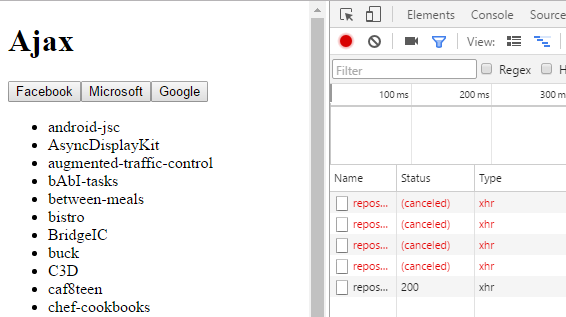 Ajax
Facebook Microsoft Google
android-jsc
AsyncDisplayKit
augmented-traffic-control
bAbI-tasks
between-meals
bistro
BridgeIC
buck
C3D
caf8teen
chef-cookbooks
Elements Console Source
View:
Filter Regex H
100 ms 200 ms 300 m
Name Status Type
repos... (canceled) xhr
repos... (canceled) xhr
repos... (canceled) xhr
repos... (canceled) xhr
repos... 200 xhr